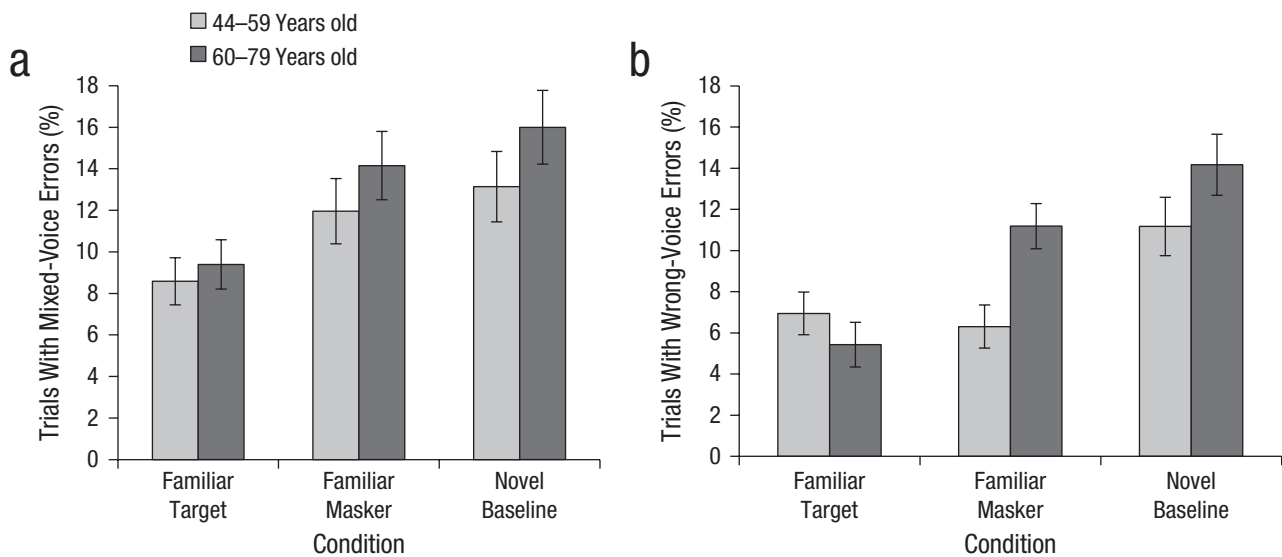 44–59 Years old
60–79 Years old
a
Trials With Mixed-Voice Errors (%)
18
16
14
12
10
8
6
4
2
0
Familiar Target
Familiar Masker
Novel Baseline
Condition
b
Trials With Wrong-Voice Errors (%)
18
16
14
12
10
8
6
4
2
0
Familiar Target
Familiar Masker
Novel Baseline
Condition